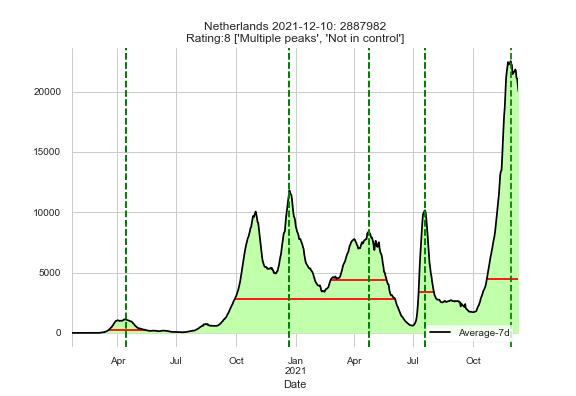 Netherlands 2021-12-10: 2887982
Rating:8 ['Multiple peaks', 'Not in control']
20000
15000
10000
5000
0
Average-7d
Apr
Jul
Oct
Jan
2021
Apr
Jul
Oct
Date